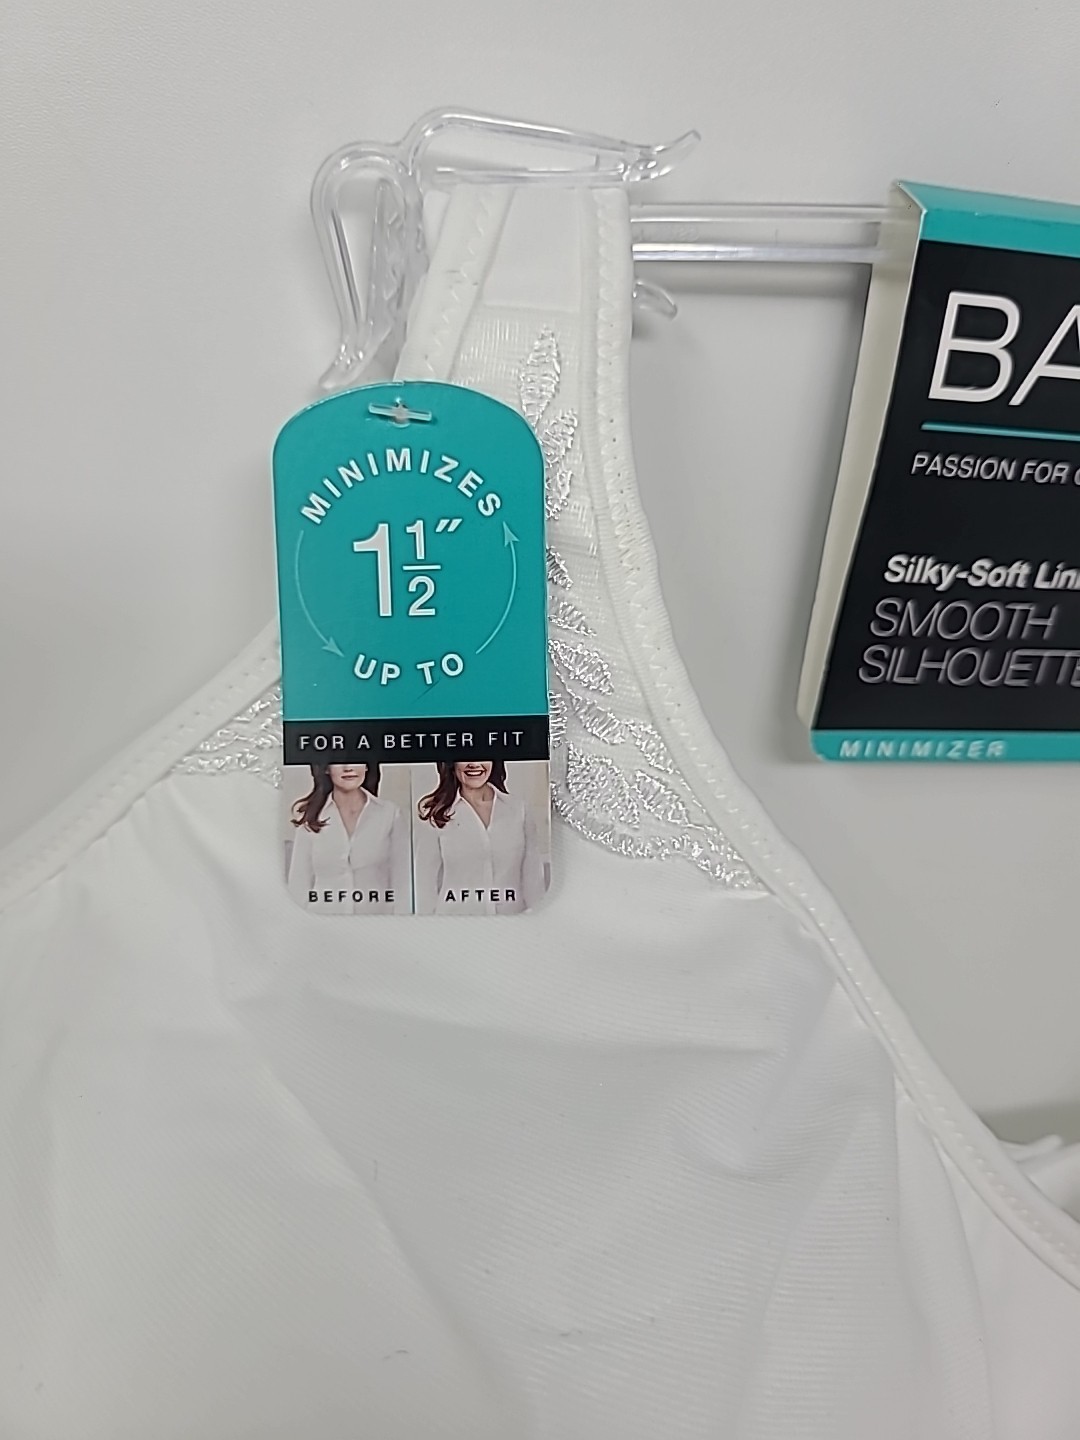 MINIMIZES
1 1/2"
UP TO
FOR A BETTER FIT
BEFORE
AFTER
BA
PASSION FOR
Silky-Soft
SMOOTH
SILHOUETTE
MINIMIZER